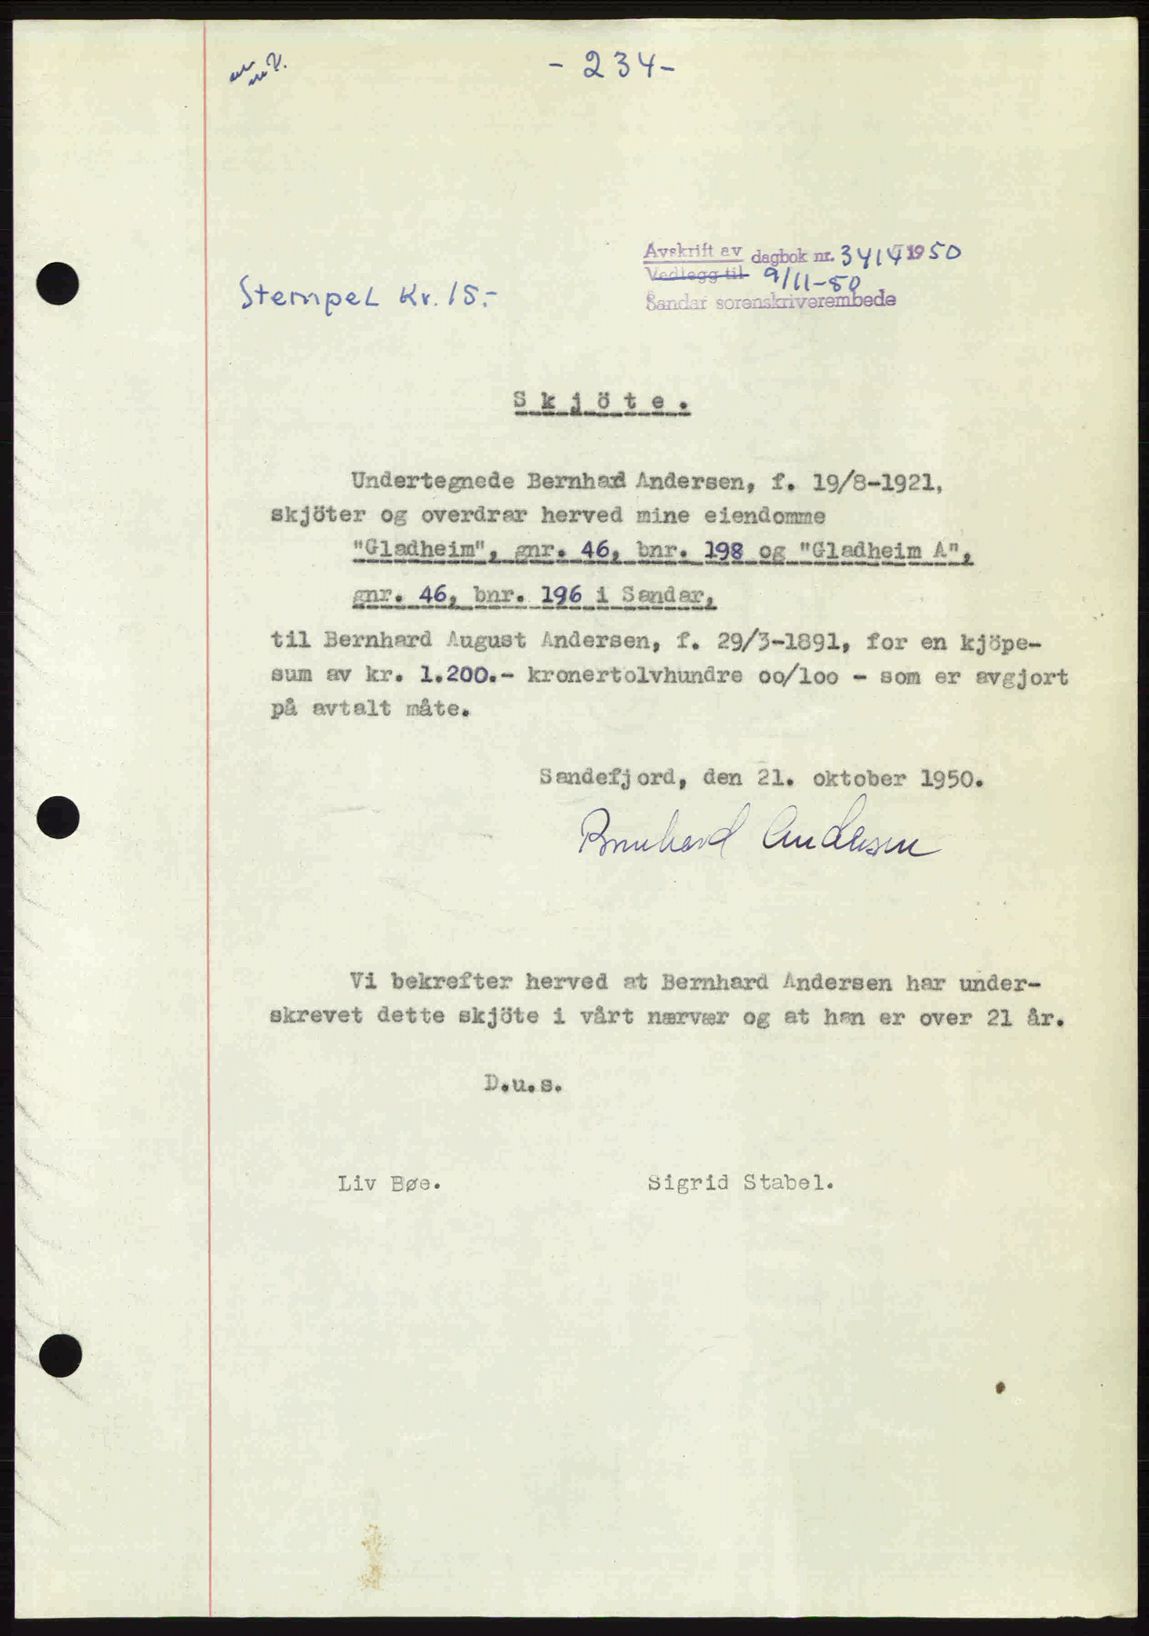 - 234-
Avskrift av dagbok nr. 3414 1950
Vedlegg til 9/11-50
Sandar sorenskriverembede
Stempel Kr. 15.-
Skjöte.
Undertegnede Bernhard Andersen, f. 19/8-1921,
skjöter og overdrar herved mine eiendomme
"Gladheim", gnr. 46, bnr. 198 og "Gladheim A",
gnr. 46, bnr. 196 i Sandar,
til Bernhard August Andersen, f. 29/3-1891, for en kjöpe-
sum av kr. 1.200.- kronertolvhundre oo/loo - som er avgjort
på avtalt måte.
Sandefjord, den 21. oktober 1950.
Bernhard Andersen
Vi bekrefter herved at Bernhard Andersen har under-
skrevet dette skjöte i vårt nærvær og at han er over 21 år.
D.u.s.
Liv Bøe. Sigrid Stabel.